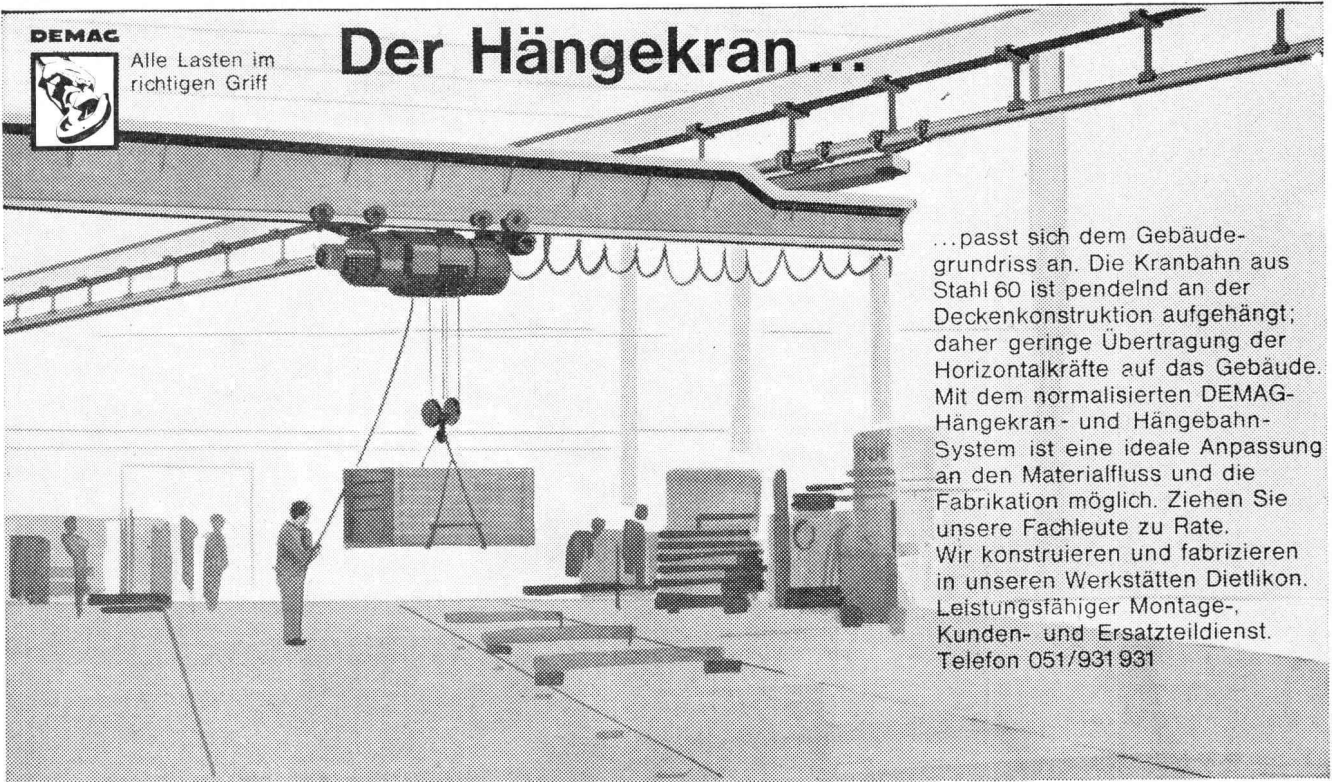 DEMAG
Alle Lasten im
richtigen Griff
Der Hängekran...
...passt sich dem Gebäude-
grundriss an. Die Kranbahn aus
Stahl 60 ist pendelnd an der
Deckenkonstruktion aufgehängt;
daher geringe Übertragung der
Horizontalkräfte auf das Gebäude.
Mit dem normalisierten DEMAG-
Hängekran- und Hängebahn-
System ist eine ideale Anpassung
an den Materialfluss und die
Fabrikation möglich. Ziehen Sie
unsere Fachleute zu Rate.
Wir konstruieren und fabrizieren
in unseren Werkstätten Dietlikon.
Leistungsfähiger Montage-,
Kunden- und Ersatzteildienst.
Telefon 051/931 931